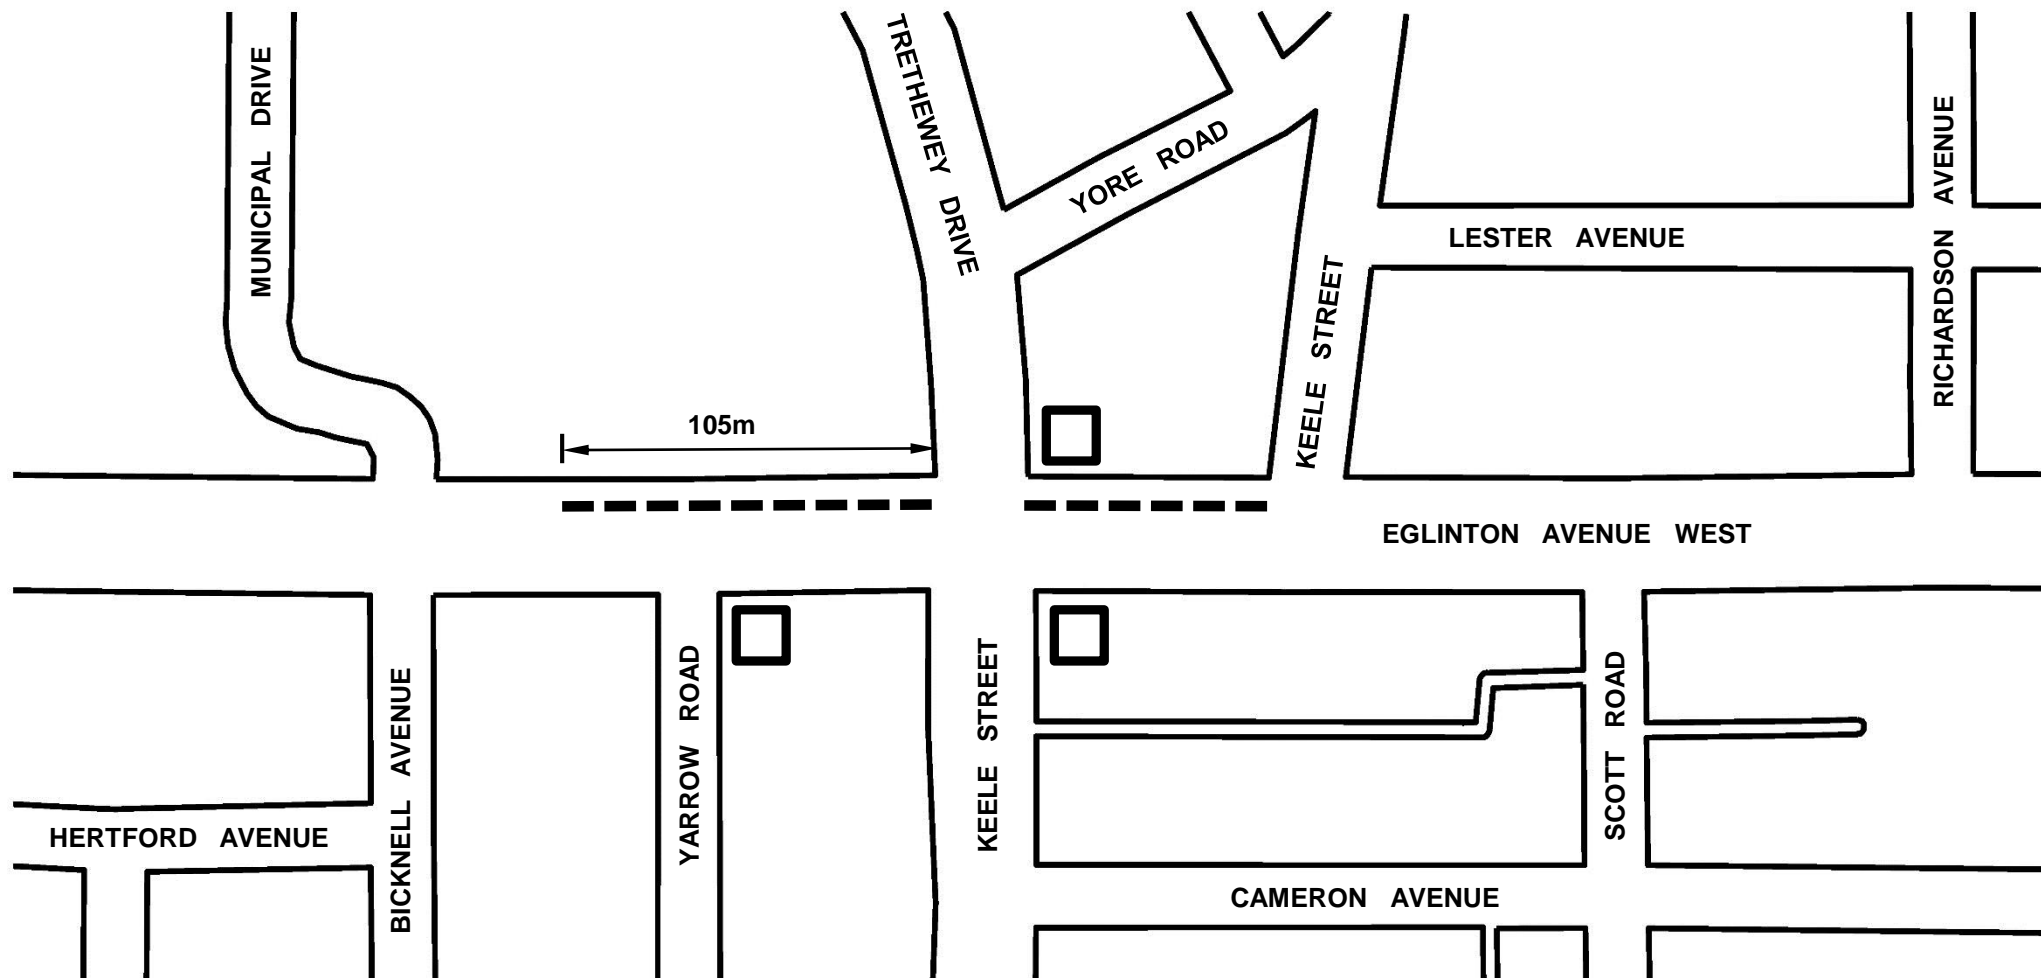 MUNICIPAL DRIVE
TRETHEWEY DRIVE
YORE ROAD
RICHARDSON AVENUE
LESTER AVENUE
KEELE STREET
105m
EGLINTON AVENUE WEST
BICKNELL AVENUE
YARROW ROAD
KEELE STREET
SCOTT ROAD
HERTFORD AVENUE
CAMERON AVENUE